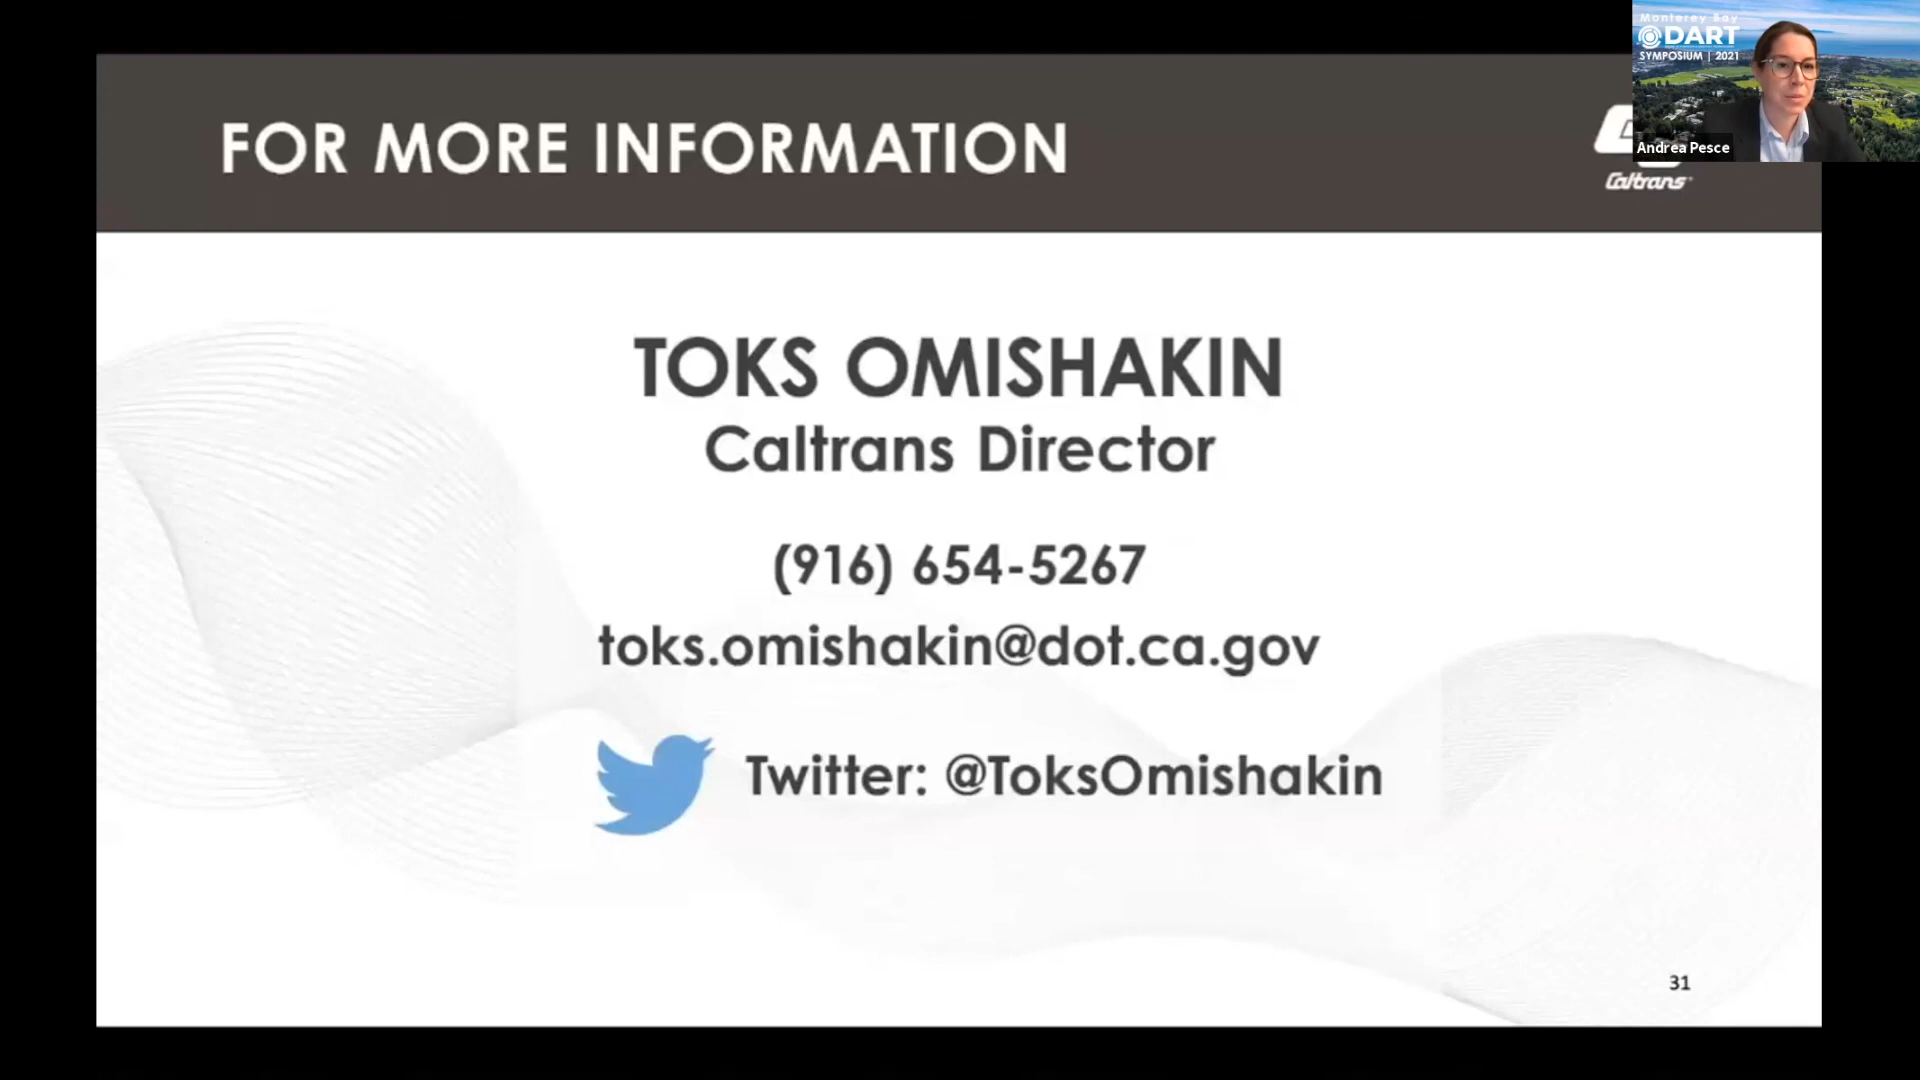 Monterey Bay
DART
SYMPOSIUM | 2021
Andrea Pesce
FOR MORE INFORMATION
Caltrans
TOKS OMISHAKIN
Caltrans Director
(916) 654-5267
toks.omishakin@dot.ca.gov
Twitter: @ToksOmishakin
31